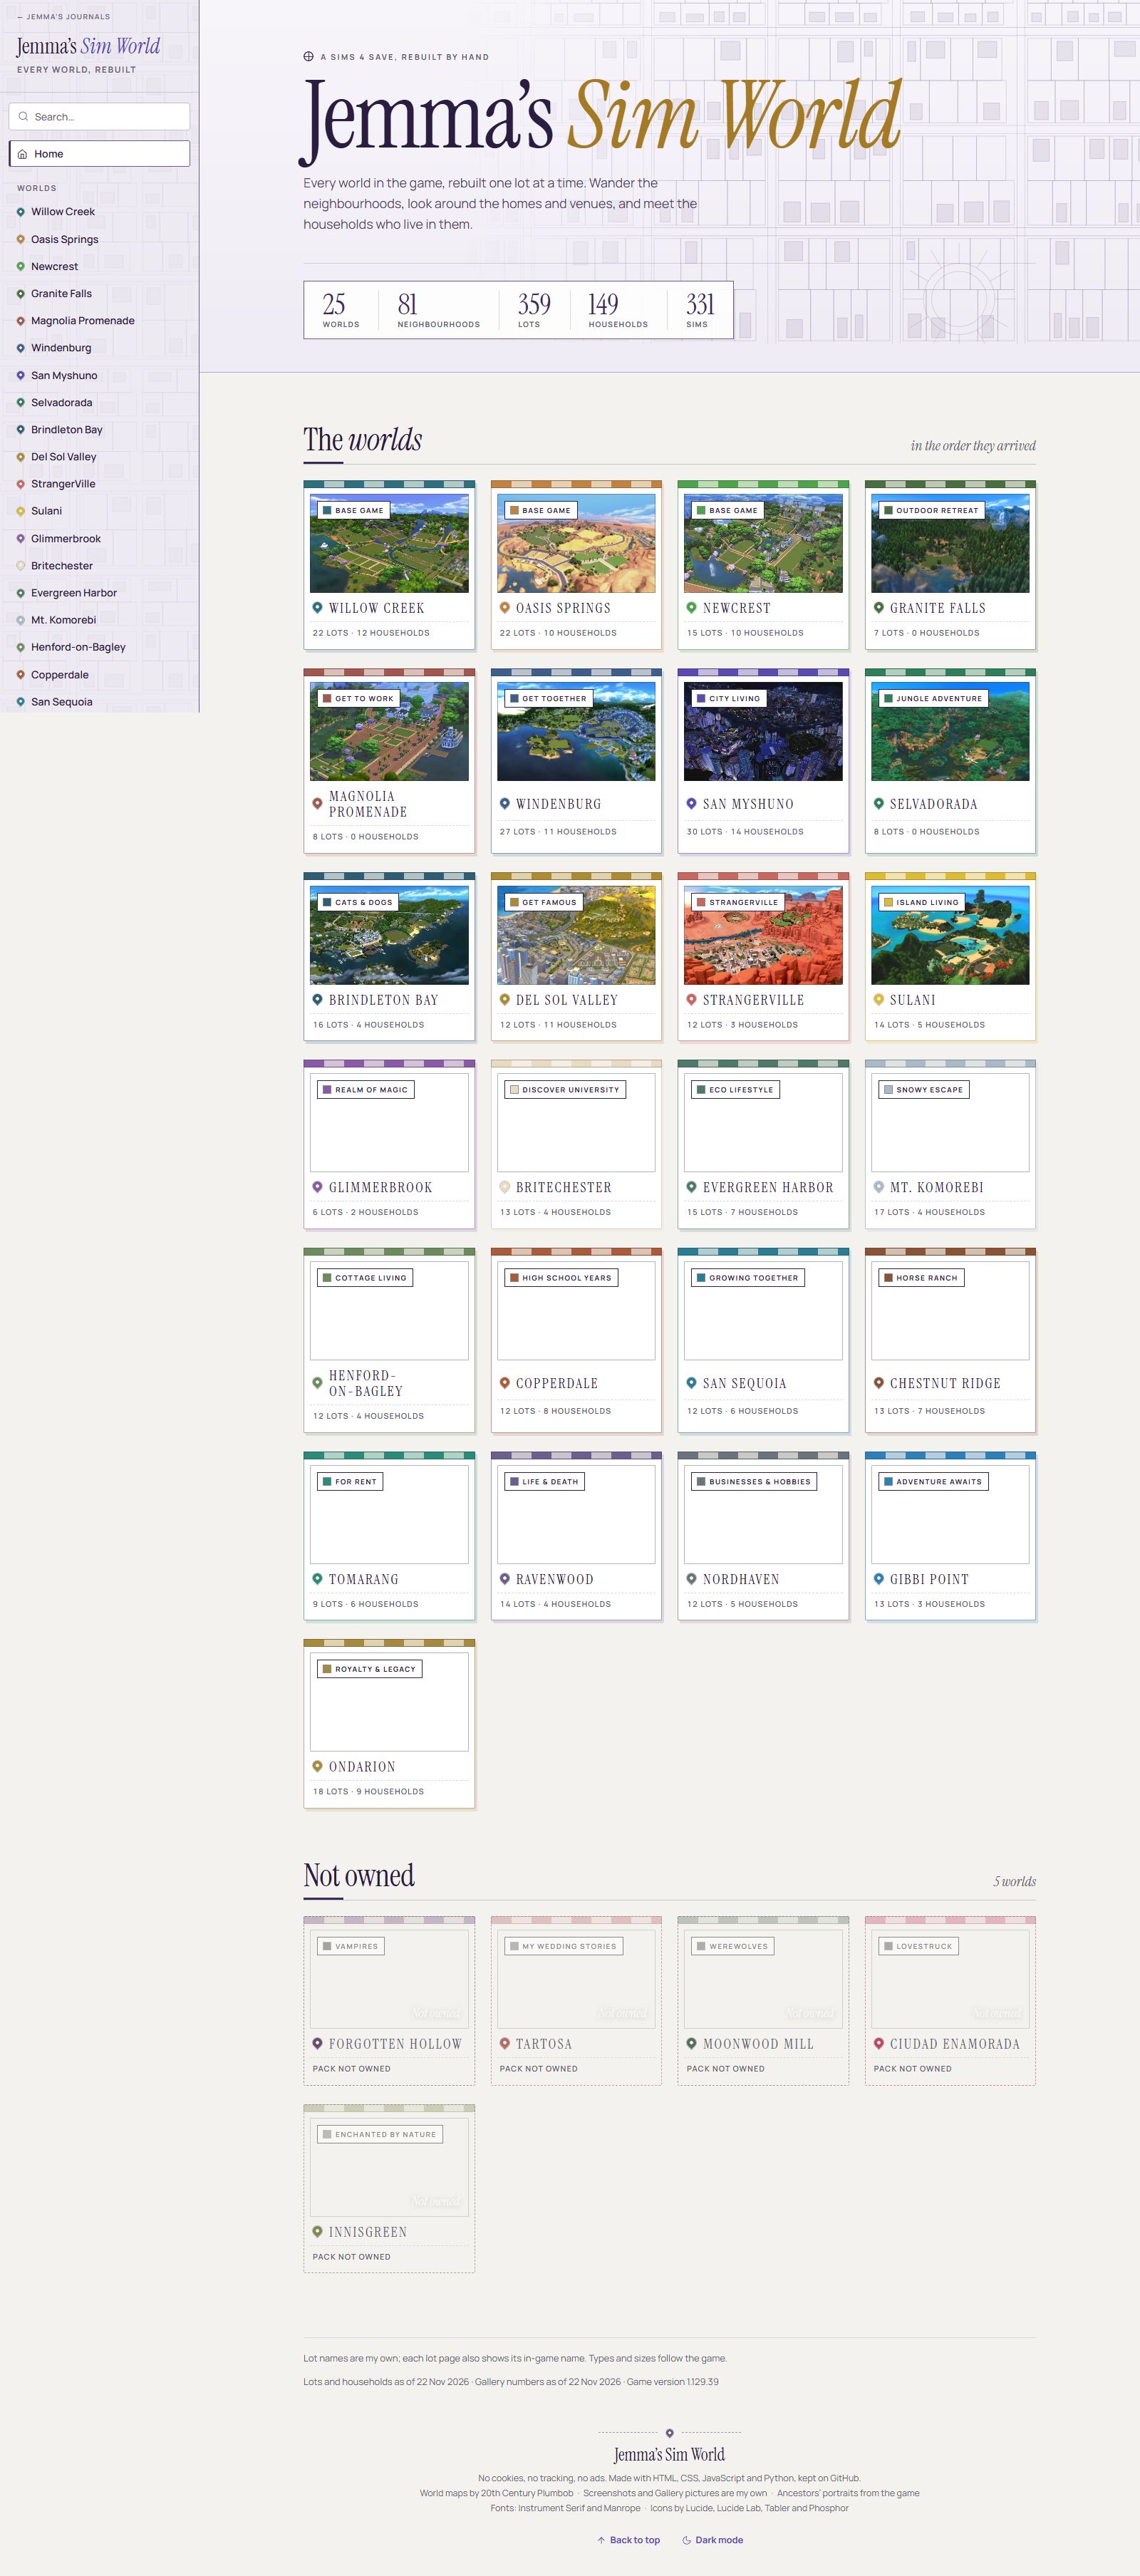 ← JEMMA'S JOURNALS
Jemma's Sim World
EVERY WORLD, REBUILT
Search...
Home
WORLDS
Willow Creek
Oasis Springs
Newcrest
Granite Falls
Magnolia Promenade
Windenburg
San Myshuno
Selvadorada
Brindleton Bay
Del Sol Valley
StrangerVille
Sulani
Glimmerbrook
Britechester
Evergreen Harbor
Mt. Komorebi
Henford-on-Bagley
Copperdale
San Sequoia
A SIMS 4 SAVE, REBUILT BY HAND
Jemma's Sim World
Every world in the game, rebuilt one lot at a time. Wander the
neighbourhoods, look around the homes and venues, and meet the
households who live in them.
25 81 359 149 331
WORLDS NEIGHBOURHOODS LOTS HOUSEHOLDS SIMS
The worlds in the order they arrived
BASE GAME
WILLOW CREEK
22 LOTS · 12 HOUSEHOLDS
BASE GAME
OASIS SPRINGS
22 LOTS · 10 HOUSEHOLDS
BASE GAME
NEWCREST
15 LOTS · 10 HOUSEHOLDS
OUTDOOR RETREAT
GRANITE FALLS
7 LOTS · 0 HOUSEHOLDS
GET TO WORK
MAGNOLIA
PROMENADE
8 LOTS · 0 HOUSEHOLDS
GET TOGETHER
WINDENBURG
27 LOTS · 11 HOUSEHOLDS
CITY LIVING
SAN MYSHUNO
30 LOTS · 14 HOUSEHOLDS
JUNGLE ADVENTURE
SELVADORADA
8 LOTS · 0 HOUSEHOLDS
CATS & DOGS
BRINDLETON BAY
16 LOTS · 4 HOUSEHOLDS
GET FAMOUS
DEL SOL VALLEY
12 LOTS · 11 HOUSEHOLDS
STRANGERVILLE
STRANGERVILLE
12 LOTS · 3 HOUSEHOLDS
ISLAND LIVING
SULANI
14 LOTS · 5 HOUSEHOLDS
REALM OF MAGIC
GLIMMERBROOK
6 LOTS · 2 HOUSEHOLDS
DISCOVER UNIVERSITY
BRITECHESTER
13 LOTS · 4 HOUSEHOLDS
ECO LIFESTYLE
EVERGREEN HARBOR
15 LOTS · 7 HOUSEHOLDS
SNOWY ESCAPE
MT. KOMOREBI
17 LOTS · 4 HOUSEHOLDS
COTTAGE LIVING
HENFORD-
ON-BAGLEY
12 LOTS · 4 HOUSEHOLDS
HIGH SCHOOL YEARS
COPPERDALE
12 LOTS · 8 HOUSEHOLDS
GROWING TOGETHER
SAN SEQUOIA
12 LOTS · 6 HOUSEHOLDS
HORSE RANCH
CHESTNUT RIDGE
13 LOTS · 7 HOUSEHOLDS
FOR RENT
TOMARANG
9 LOTS · 6 HOUSEHOLDS
LIFE & DEATH
RAVENWOOD
14 LOTS · 4 HOUSEHOLDS
BUSINESSES & HOBBIES
NORDHAVEN
12 LOTS · 5 HOUSEHOLDS
ADVENTURE AWAITS
GIBBI POINT
13 LOTS · 3 HOUSEHOLDS
ROYALTY & LEGACY
ONDARION
18 LOTS · 9 HOUSEHOLDS
Not owned 5 worlds
VAMPIRES
Not owned
FORGOTTEN HOLLOW
PACK NOT OWNED
MY WEDDING STORIES
Not owned
TARTOSA
PACK NOT OWNED
WEREWOLVES
Not owned
MOONWOOD MILL
PACK NOT OWNED
LOVESTRUCK
Not owned
CIUDAD ENAMORADA
PACK NOT OWNED
ENCHANTED BY NATURE
Not owned
INNISGREEN
PACK NOT OWNED
Lot names are my own; each lot page also shows its in-game name. Types and sizes follow the game.
Lots and households as of 22 Nov 2026 · Gallery numbers as of 22 Nov 2026 · Game version 1.129.39
Jemma's Sim World
No cookies, no tracking, no ads. Made with HTML, CSS, JavaScript and Python, kept on GitHub.
World maps by 20th Century Plumbob · Screenshots and Gallery pictures are my own · Ancestors' portraits from the game
Fonts: Instrument Serif and Manrope · Icons by Lucide, Lucide Lab, Tabler and Phosphor
↑ Back to top Dark mode